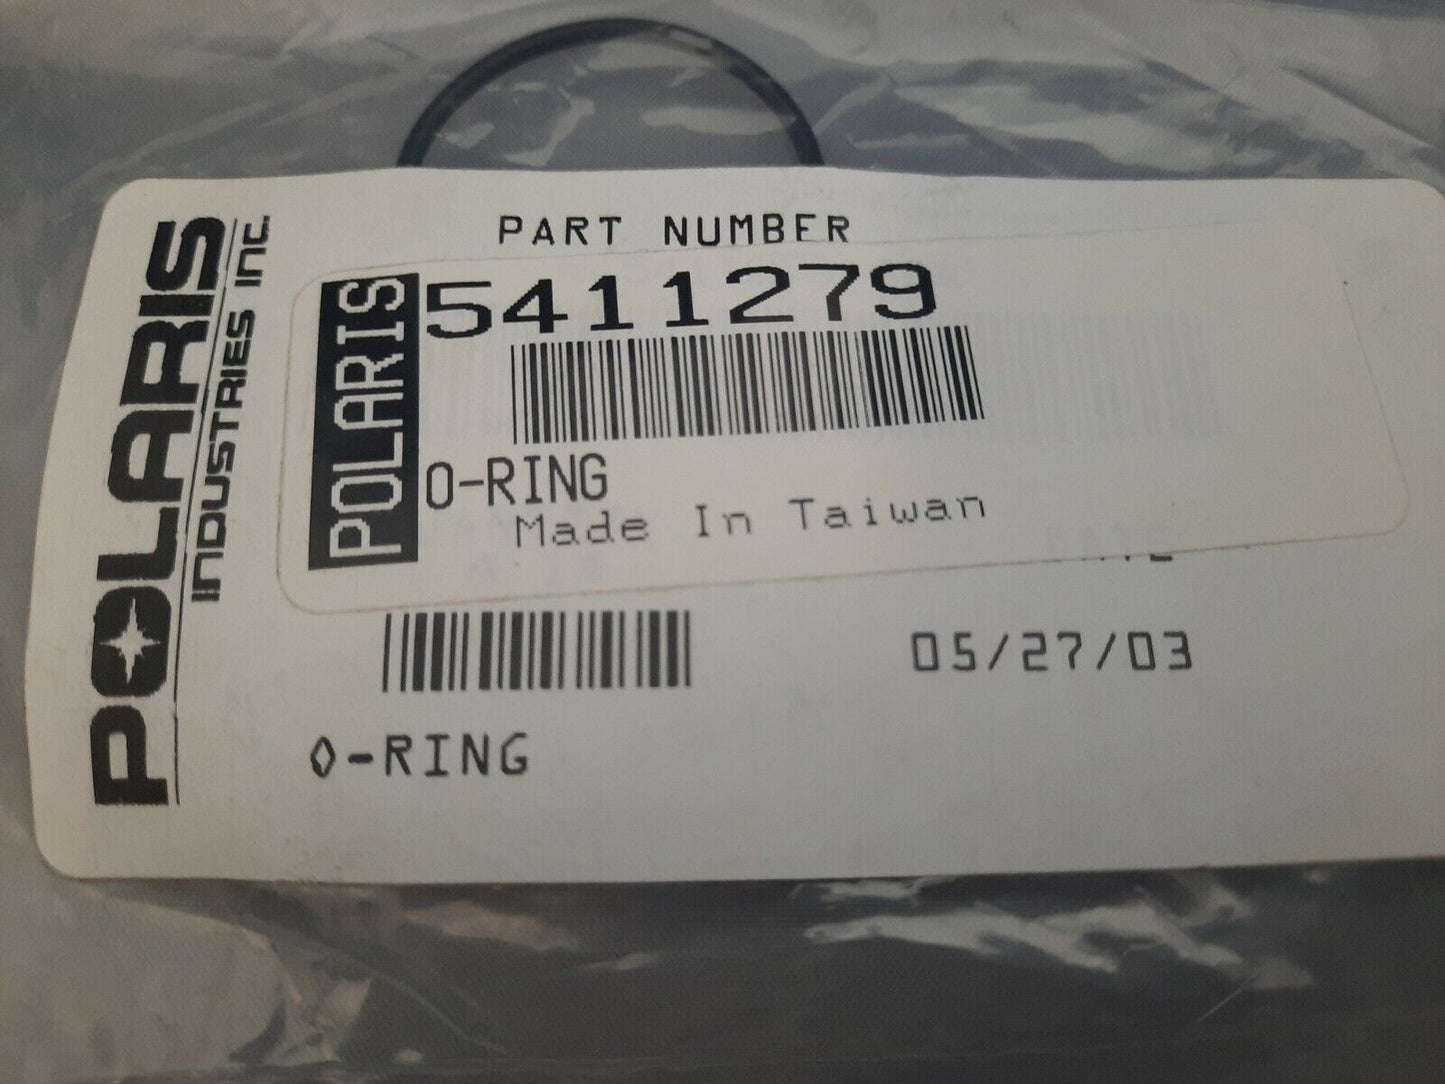 POLARIS
INDUSTRIES INC.
PART NUMBER
POLARIS
5411279
O-RING
Made In Taiwan
05/27/03
O-RING